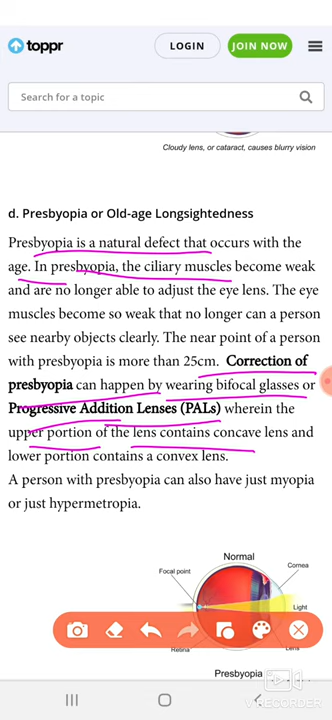 toppr
LOGIN
JOIN NOW
Search for a topic
Cloudy lens, or cataract, causes blurry vision
d. Presbyopia or Old-age Longsightedness
Presbyopia is a natural defect that occurs with the
age. In presbyopia, the ciliary muscles become weak
and are no longer able to adjust the eye lens. The eye
muscles become so weak that no longer can a person
see nearby objects clearly. The near point of a person
with presbyopia is more than 25cm. Correction of
presbyopia can happen by wearing bifocal glasses or
Progressive Addition Lenses (PALs) wherein the
upper portion of the lens contains concave lens and
lower portion contains a convex lens.
A person with presbyopia can also have just myopia
or just hypermetropia.
Normal
Focal point
Cornea
Light
Retina
Lens
Presbyopia
V RECORDER